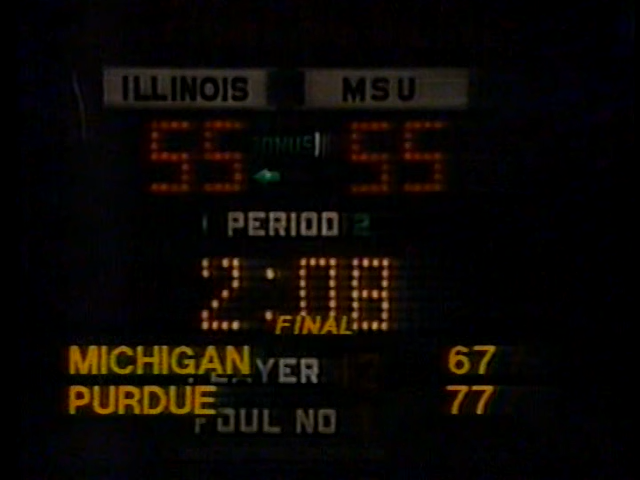 ILLINOIS MSU
55 BONUS 55
PERIOD 2
2:08
FINAL
MICHIGAN 67
PLAYER
PURDUE 77
FOUL NO